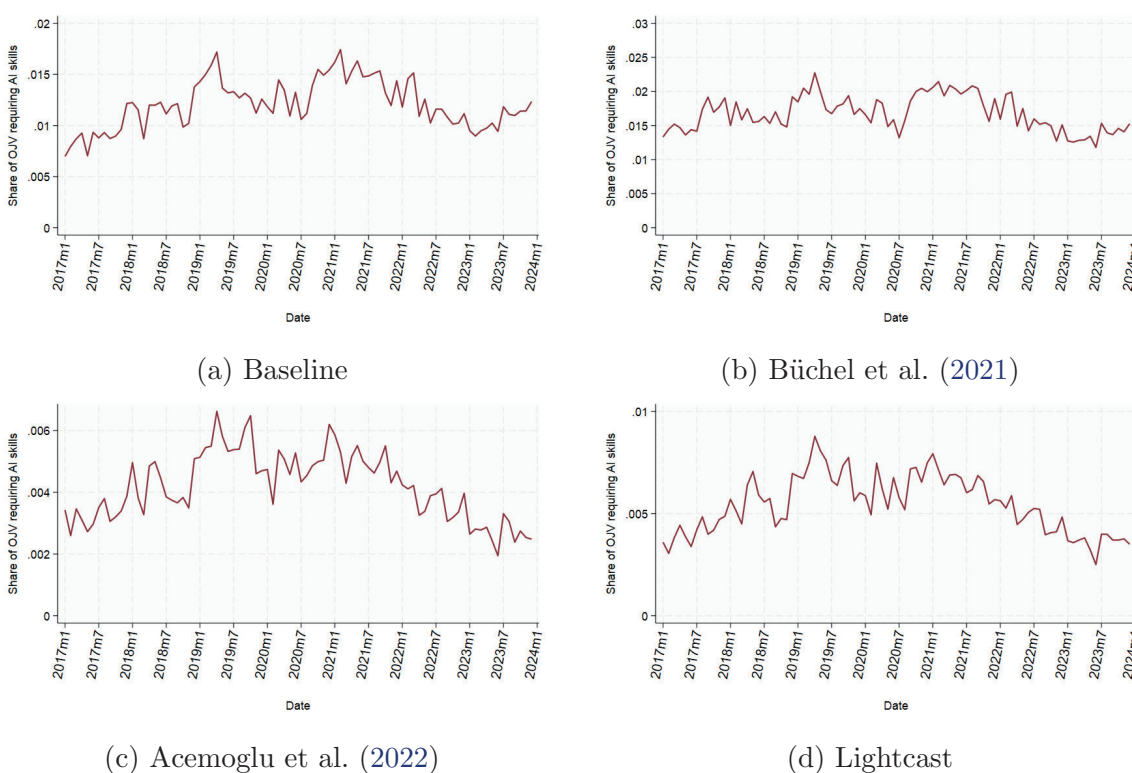 .02
.015
.01
.005
0
Share of OJV requiring AI skills
2017m1
2017m7
2018m1
2018m7
2019m1
2019m7
2020m1
2020m7
2021m1
2021m7
2022m1
2022m7
2023m1
2023m7
2024m1
Date
(a) Baseline
.03
.025
.02
.015
.01
.005
0
Share of OJV requiring AI skills
2017m1
2017m7
2018m1
2018m7
2019m1
2019m7
2020m1
2020m7
2021m1
2021m7
2022m1
2022m7
2023m1
2023m7
2024m1
Date
(b) Büchel et al. (2021)
.006
.004
.002
0
Share of OJV requiring AI skills
2017m1
2017m7
2018m1
2018m7
2019m1
2019m7
2020m1
2020m7
2021m1
2021m7
2022m1
2022m7
2023m1
2023m7
2024m1
Date
(c) Acemoglu et al. (2022)
.01
.005
0
Share of OJV requiring AI skills
2017m1
2017m7
2018m1
2018m7
2019m1
2019m7
2020m1
2020m7
2021m1
2021m7
2022m1
2022m7
2023m1
2023m7
2024m1
Date
(d) Lightcast